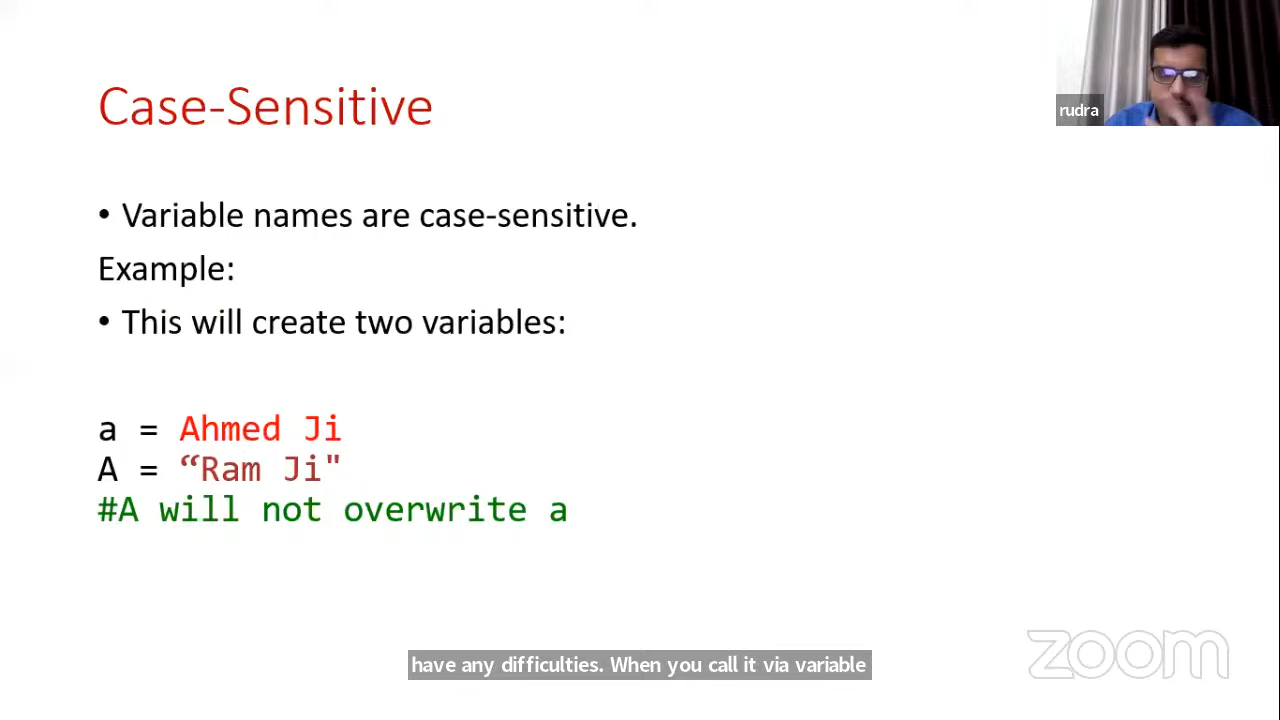 Case-Sensitive
rudra
• Variable names are case-sensitive.
Example:
• This will create two variables:
a = Ahmed Ji
A = “Ram Ji"
#A will not overwrite a
have any difficulties. When you call it via variable
zoom